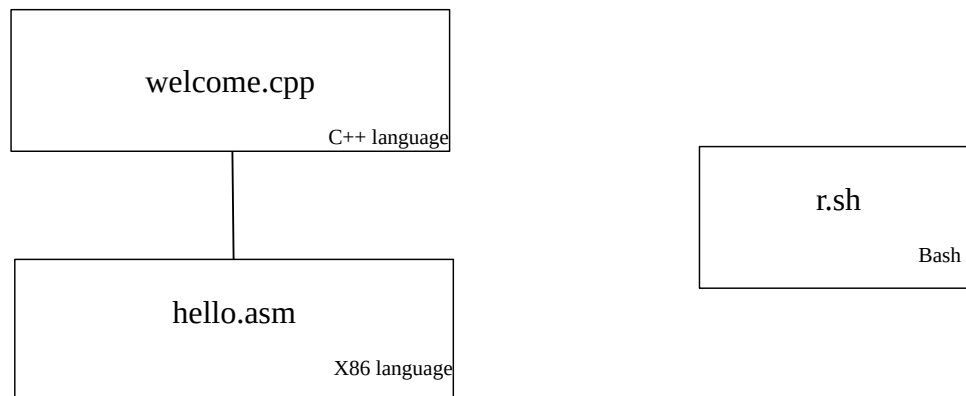 welcome.cpp
C++ language
r.sh
Bash
hello.asm
X86 language